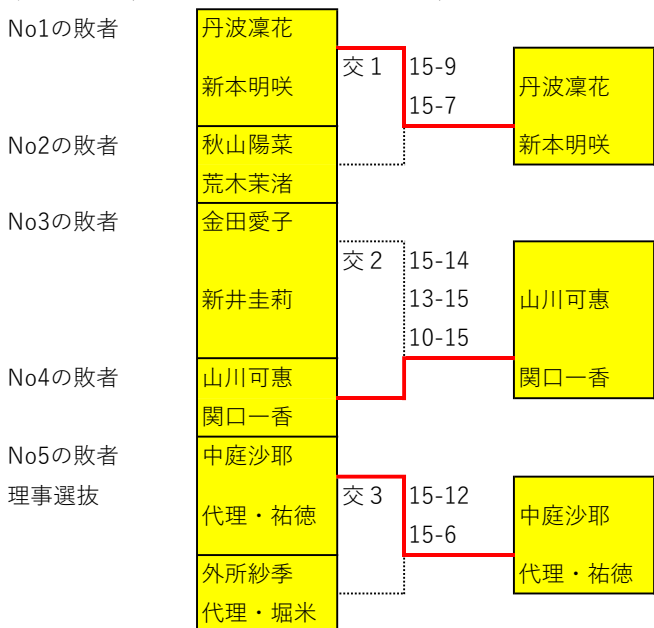 No1の敗者 丹波凜花
交１ 15-9
新本明咲 丹波凜花
15-7
No2の敗者 秋山陽菜 新本明咲
荒木茉渚
No3の敗者 金田愛子
交２ 15-14
新井圭莉 13-15 山川可惠
10-15
No4の敗者 山川可惠 関口一香
関口一香
No5の敗者 中庭沙耶
理事選抜 交３ 15-12
代理・祐徳 中庭沙耶
15-6
外所紗季 代理・祐徳
代理・堀米